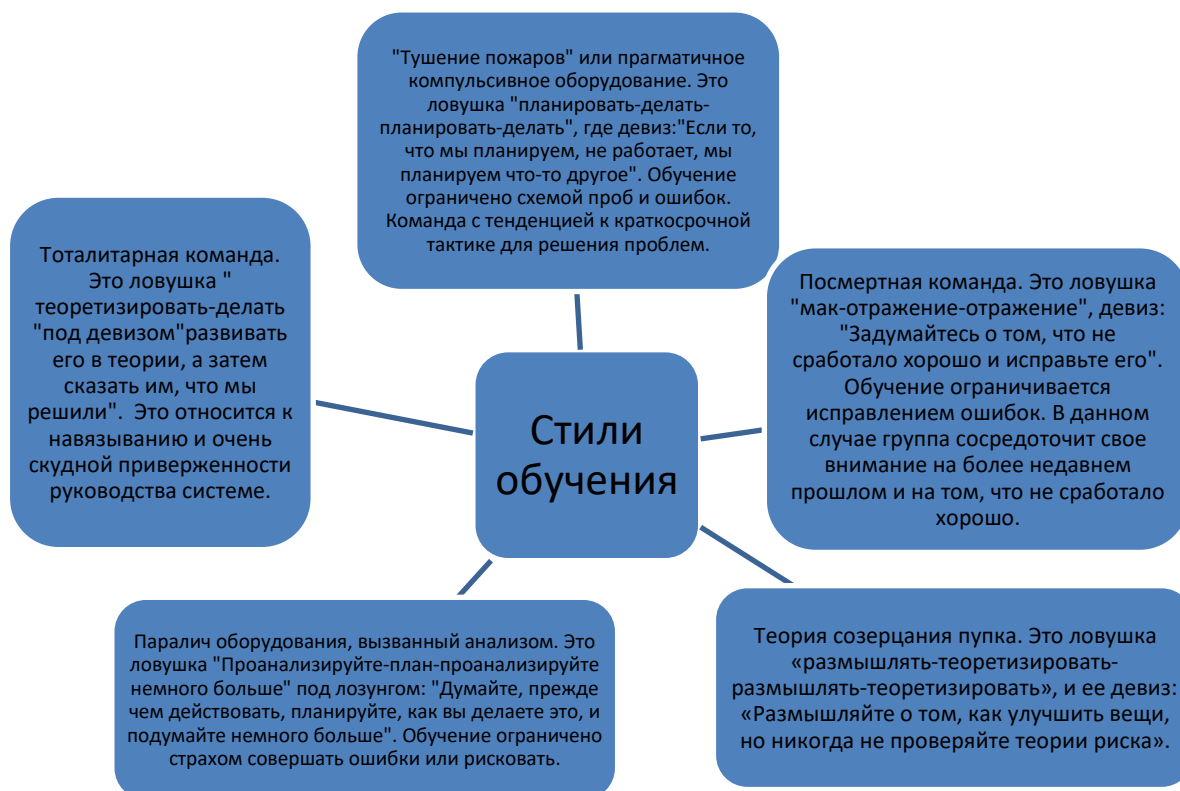 "Тушение пожаров" или прагматичное
компульсивное оборудование. Это
ловушка "планировать-делать-
планировать-делать", где девиз:"Если то,
что мы планируем, не работает, мы
планируем что-то другое". Обучение
ограничено схемой проб и ошибок.
Команда с тенденцией к краткосрочной
тактике для решения проблем.
Тоталитарная команда.
Это ловушка "
теоретизировать-делать
"под девизом"развивать
его в теории, а затем
сказать им, что мы
решили".  Это относится к
навязыванию и очень
скудной приверженности
руководства системе.
Посмертная команда. Это ловушка
"мак-отражение-отражение", девиз:
"Задумайтесь о том, что не
сработало хорошо и исправьте его".
Обучение ограничивается
исправлением ошибок. В данном
случае группа сосредоточит свое
внимание на более недавнем
прошлом и на том, что не сработало
хорошо.
Стили
обучения
Паралич оборудования, вызванный анализом. Это
ловушка "Проанализируйте-план-проанализируйте
немного больше" под лозунгом: "Думайте, прежде
чем действовать, планируйте, как вы делаете это, и
подумайте немного больше". Обучение ограничено
страхом совершать ошибки или рисковать.
Теория созерцания пупка. Это ловушка
«размышлять-теоретизировать-
размышлять-теоретизировать», и ее девиз:
«Размышляйте о том, как улучшить вещи,
но никогда не проверяйте теории риска».